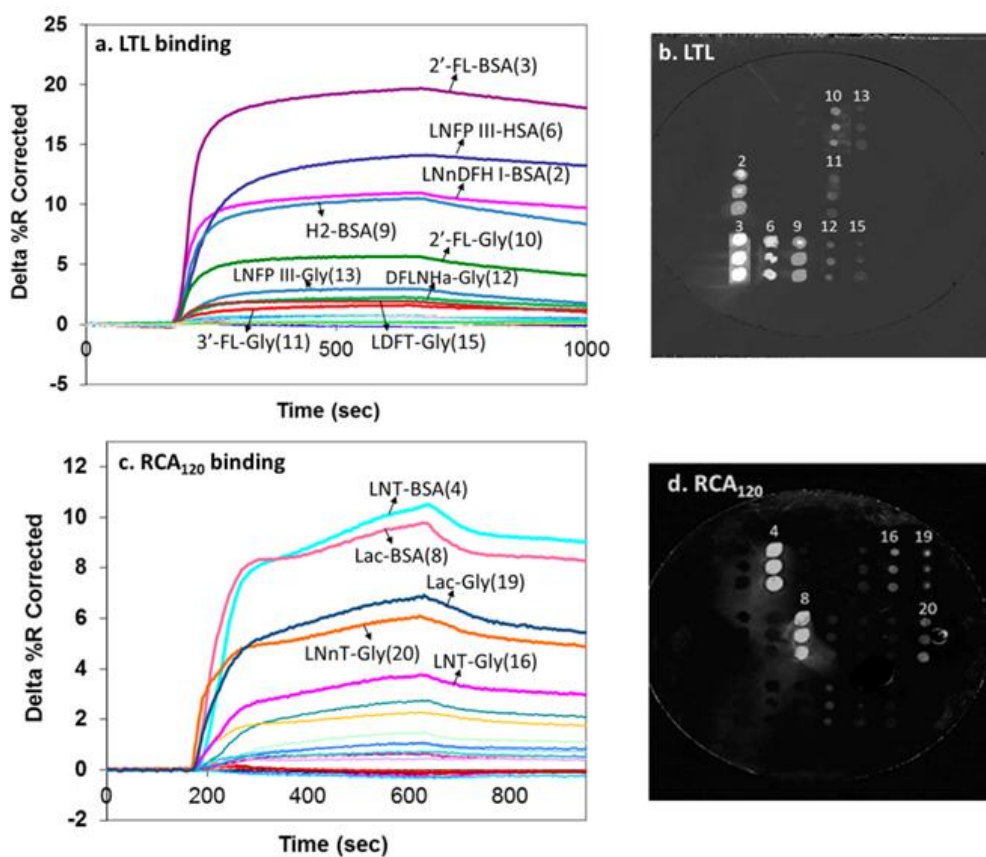 a. LTL binding
25
20
15
10
5
0
-5
0
500
1000
Delta %R Corrected
Time (sec)
2’-FL-BSA(3)
LNFP III-HSA(6)
LNnDFH I-BSA(2)
H2-BSA(9)
2’-FL-Gly(10)
LNFP III-Gly(13)
DFLNHa-Gly(12)
3’-FL-Gly(11)
LDFT-Gly(15)
b. LTL
10 13
2
11
3 6 9 12 15
c. RCA120 binding
12
10
8
6
4
2
0
-2
0
200
400
600
800
Delta %R Corrected
Time (sec)
LNT-BSA(4)
Lac-BSA(8)
Lac-Gly(19)
LNnT-Gly(20)
LNT-Gly(16)
d. RCA120
4 16 19
8 20